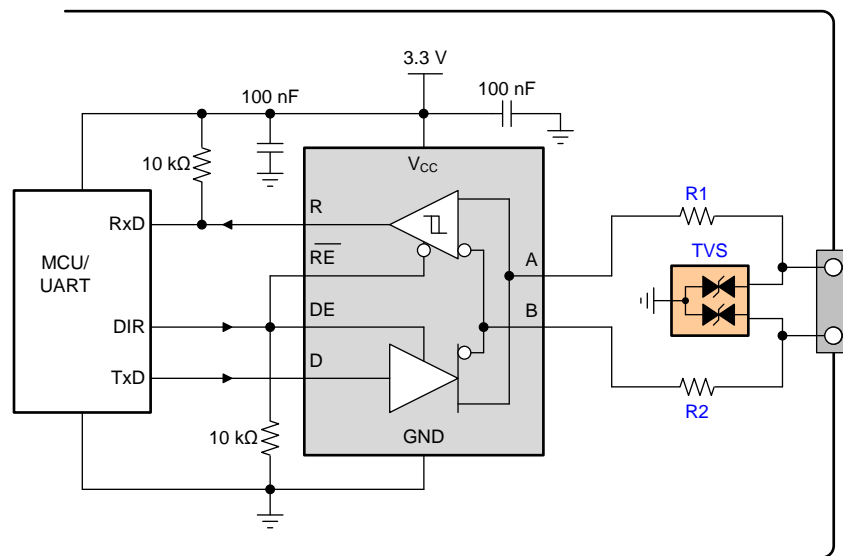 3.3 V
100 nF
100 nF
10 kΩ
VCC
R1
R
RxD
TVS
RE
A
MCU/
UART
B
DE
DIR
D
TxD
R2
10 kΩ
GND